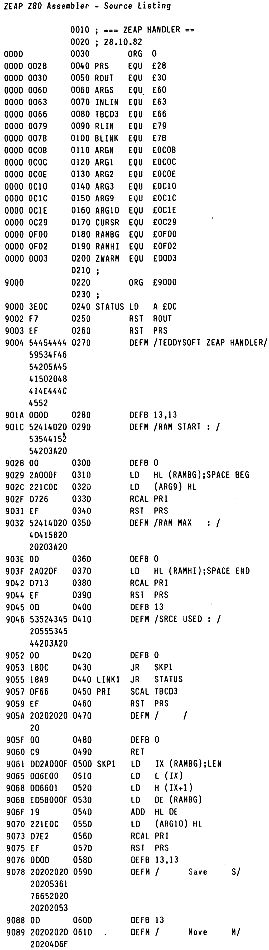 ZEAP Z80 Assembler - Source Listing
0010 ; === ZEAP HANDLER ==
0020 ; 28.10.82
0000 0030 ORG 0
0000 0028 0040 PRS EQU £28
0000 0030 0050 ROUT EQU £30
0000 0060 0060 ARGS EQU £60
0000 0063 0070 INLIN EQU £63
0000 0066 0080 TBCD3 EQU £66
0000 0079 0090 RLIN EQU £79
0000 007B 0100 BLINK EQU £7B
0000 0C0B 0110 ARGN EQU £0C0B
0000 0C0C 0120 ARG1 EQU £0C0C
0000 0C0E 0130 ARG2 EQU £0C0E
0000 0C10 0140 ARG3 EQU £0C10
0000 0C1C 0150 ARG9 EQU £0C1C
0000 0C1E 0160 ARG10 EQU £0C1E
0000 0C29 0170 CURSR EQU £0C29
0000 0F00 0180 RAMBG EQU £0F00
0000 0F02 0190 RAMHI EQU £0F02
0000 0003 0200 ZWARM EQU £D003
0210 ;
9000 0220 ORG £9000
0230 ;
9000 3E0C 0240 STATUS LD A £0C
9002 F7 0250 RST ROUT
9003 EF 0260 RST PRS
9004 54454444 0270 DEFM /TEDDYSOFT ZEAP HANDLER/
59534F46
54205A45
41502048
414E444C
4552
901A 0D0D 0280 DEFB 13,13
901C 52414D20 0290 DEFM /RAM START : /
53544152
54203A20
9028 00 0300 DEFB 0
9029 2A000F 0310 LD HL (RAMBG);SPACE BEG
902C 221C0C 0320 LD (ARG9) HL
902F D726 0330 RCAL PRI
9031 EF 0340 RST PRS
9032 52414D20 0350 DEFM /RAM MAX : /
4D415820
20203A20
903E 00 0360 DEFB 0
903F 2A020F 0370 LD HL (RAMHI);SPACE END
9042 D713 0380 RCAL PRI
9044 EF 0390 RST PRS
9045 0D 0400 DEFB 13
9046 53524345 0410 DEFM /SRCE USED : /
20555345
44203A20
9052 00 0420 DEFB 0
9053 180C 0430 JR SKP1
9055 18A9 0440 LINK1 JR STATUS
9057 DF66 0450 PRI SCAL TBCD3
9059 EF 0460 RST PRS
905A 20202020 0470 DEFM / /
20
905F 00 0480 DEFB 0
9060 C9 0490 RET
9061 DD2A000F 0500 SKP1 LD IX (RAMBG);LEN
9065 DD6E00 0510 LD L (IX)
9068 DD6601 0520 LD H (IX+1)
906B ED5B000F 0530 LD DE (RAMBG)
906F 19 0540 ADD HL DE
9070 221E0C 0550 LD (ARG10) HL
9073 D7E2 0560 RCAL PRI
9075 EF 0570 RST PRS
9076 0D0D 0580 DEFB 13,13
9078 20202020 0590 DEFM / Save S/
20205361
76652020
20202053
9088 0D 0600 DEFB 13
9089 20202020 0610 DEFM / Move M/
20204D6F